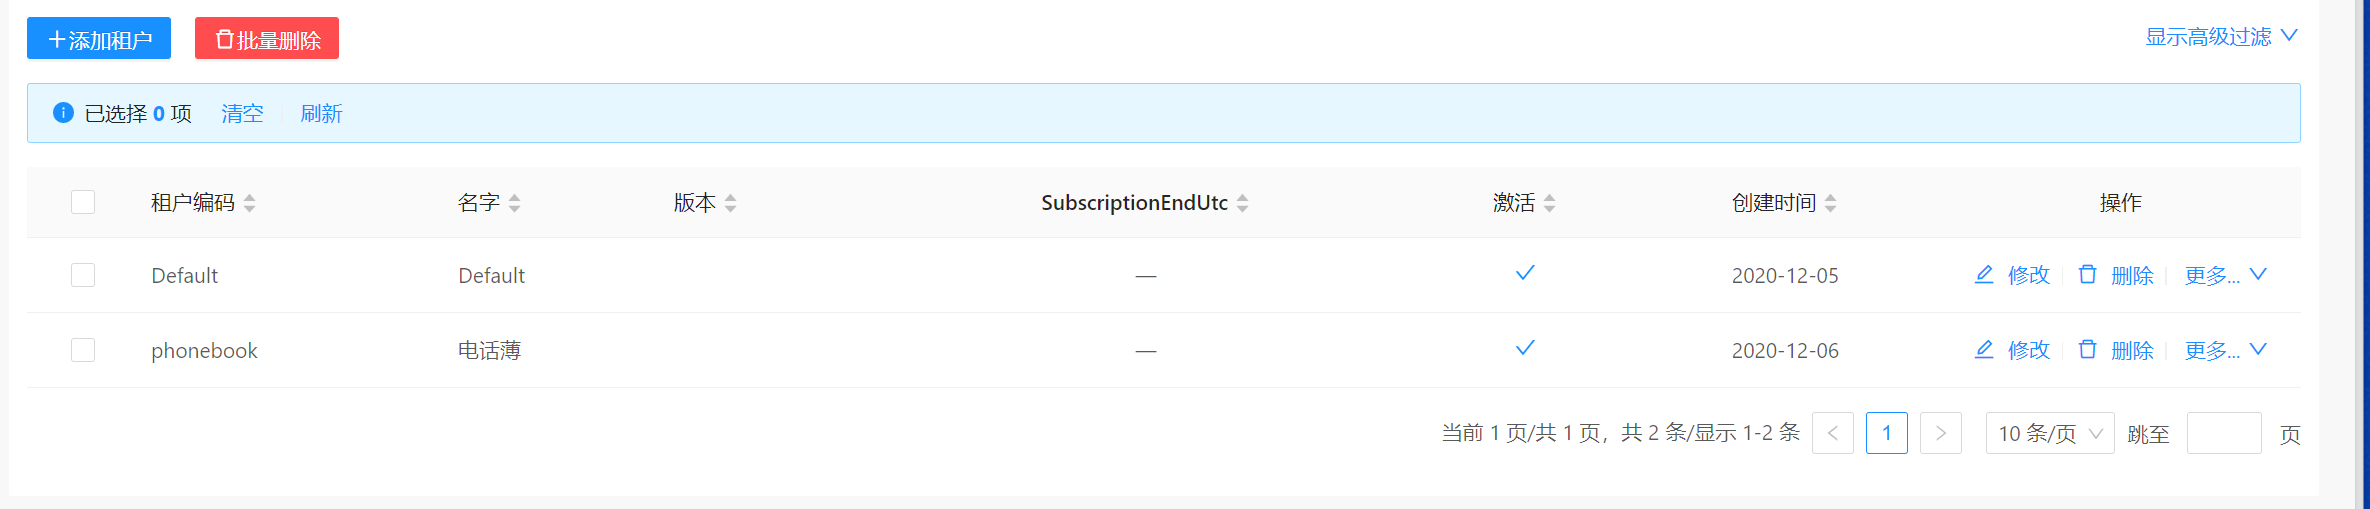 添加租户 批量删除 显示高级过滤
已选择 0 项 清空 刷新
租户编码 名字 版本 SubscriptionEndUtc 激活 创建时间 操作
Default Default — 2020-12-05 修改 删除 更多...
phonebook 电话薄 — 2020-12-06 修改 删除 更多...
当前 1 页/共 1 页，共 2 条/显示 1-2 条 1 10 条/页 跳至 页